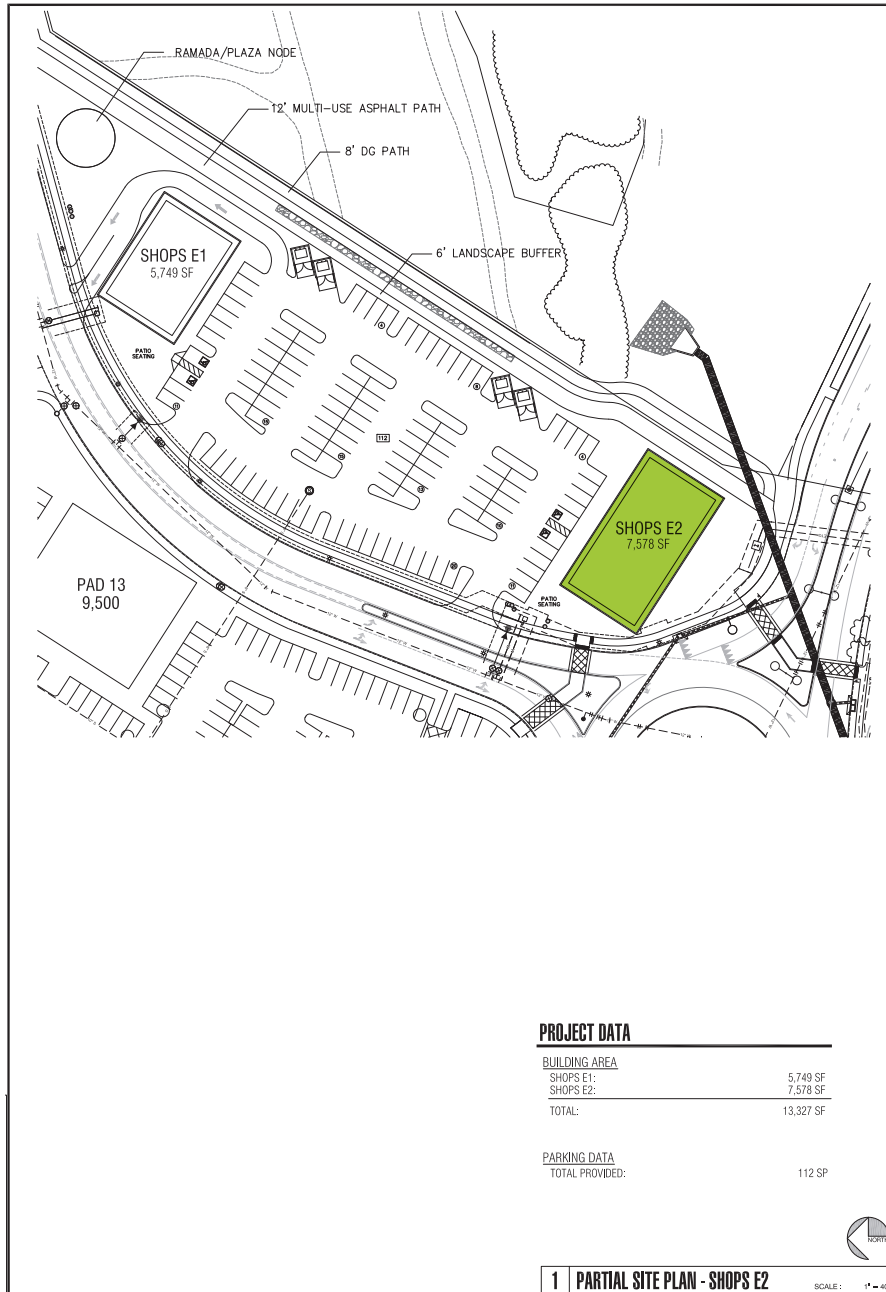 RAMADA/PLAZA NODE
12' MULTI-USE ASPHALT PATH
8' DG PATH
6' LANDSCAPE BUFFER
SHOPS E1
5,749 SF
PATIO
SEATING
112
SHOPS E2
7,578 SF
PATIO
SEATING
PAD 13
9,500
PROJECT DATA
BUILDING AREA
SHOPS E1: 5,749 SF
SHOPS E2: 7,578 SF
TOTAL: 13,327 SF
PARKING DATA
TOTAL PROVIDED: 112 SP
NORTH
1 PARTIAL SITE PLAN - SHOPS E2 SCALE :